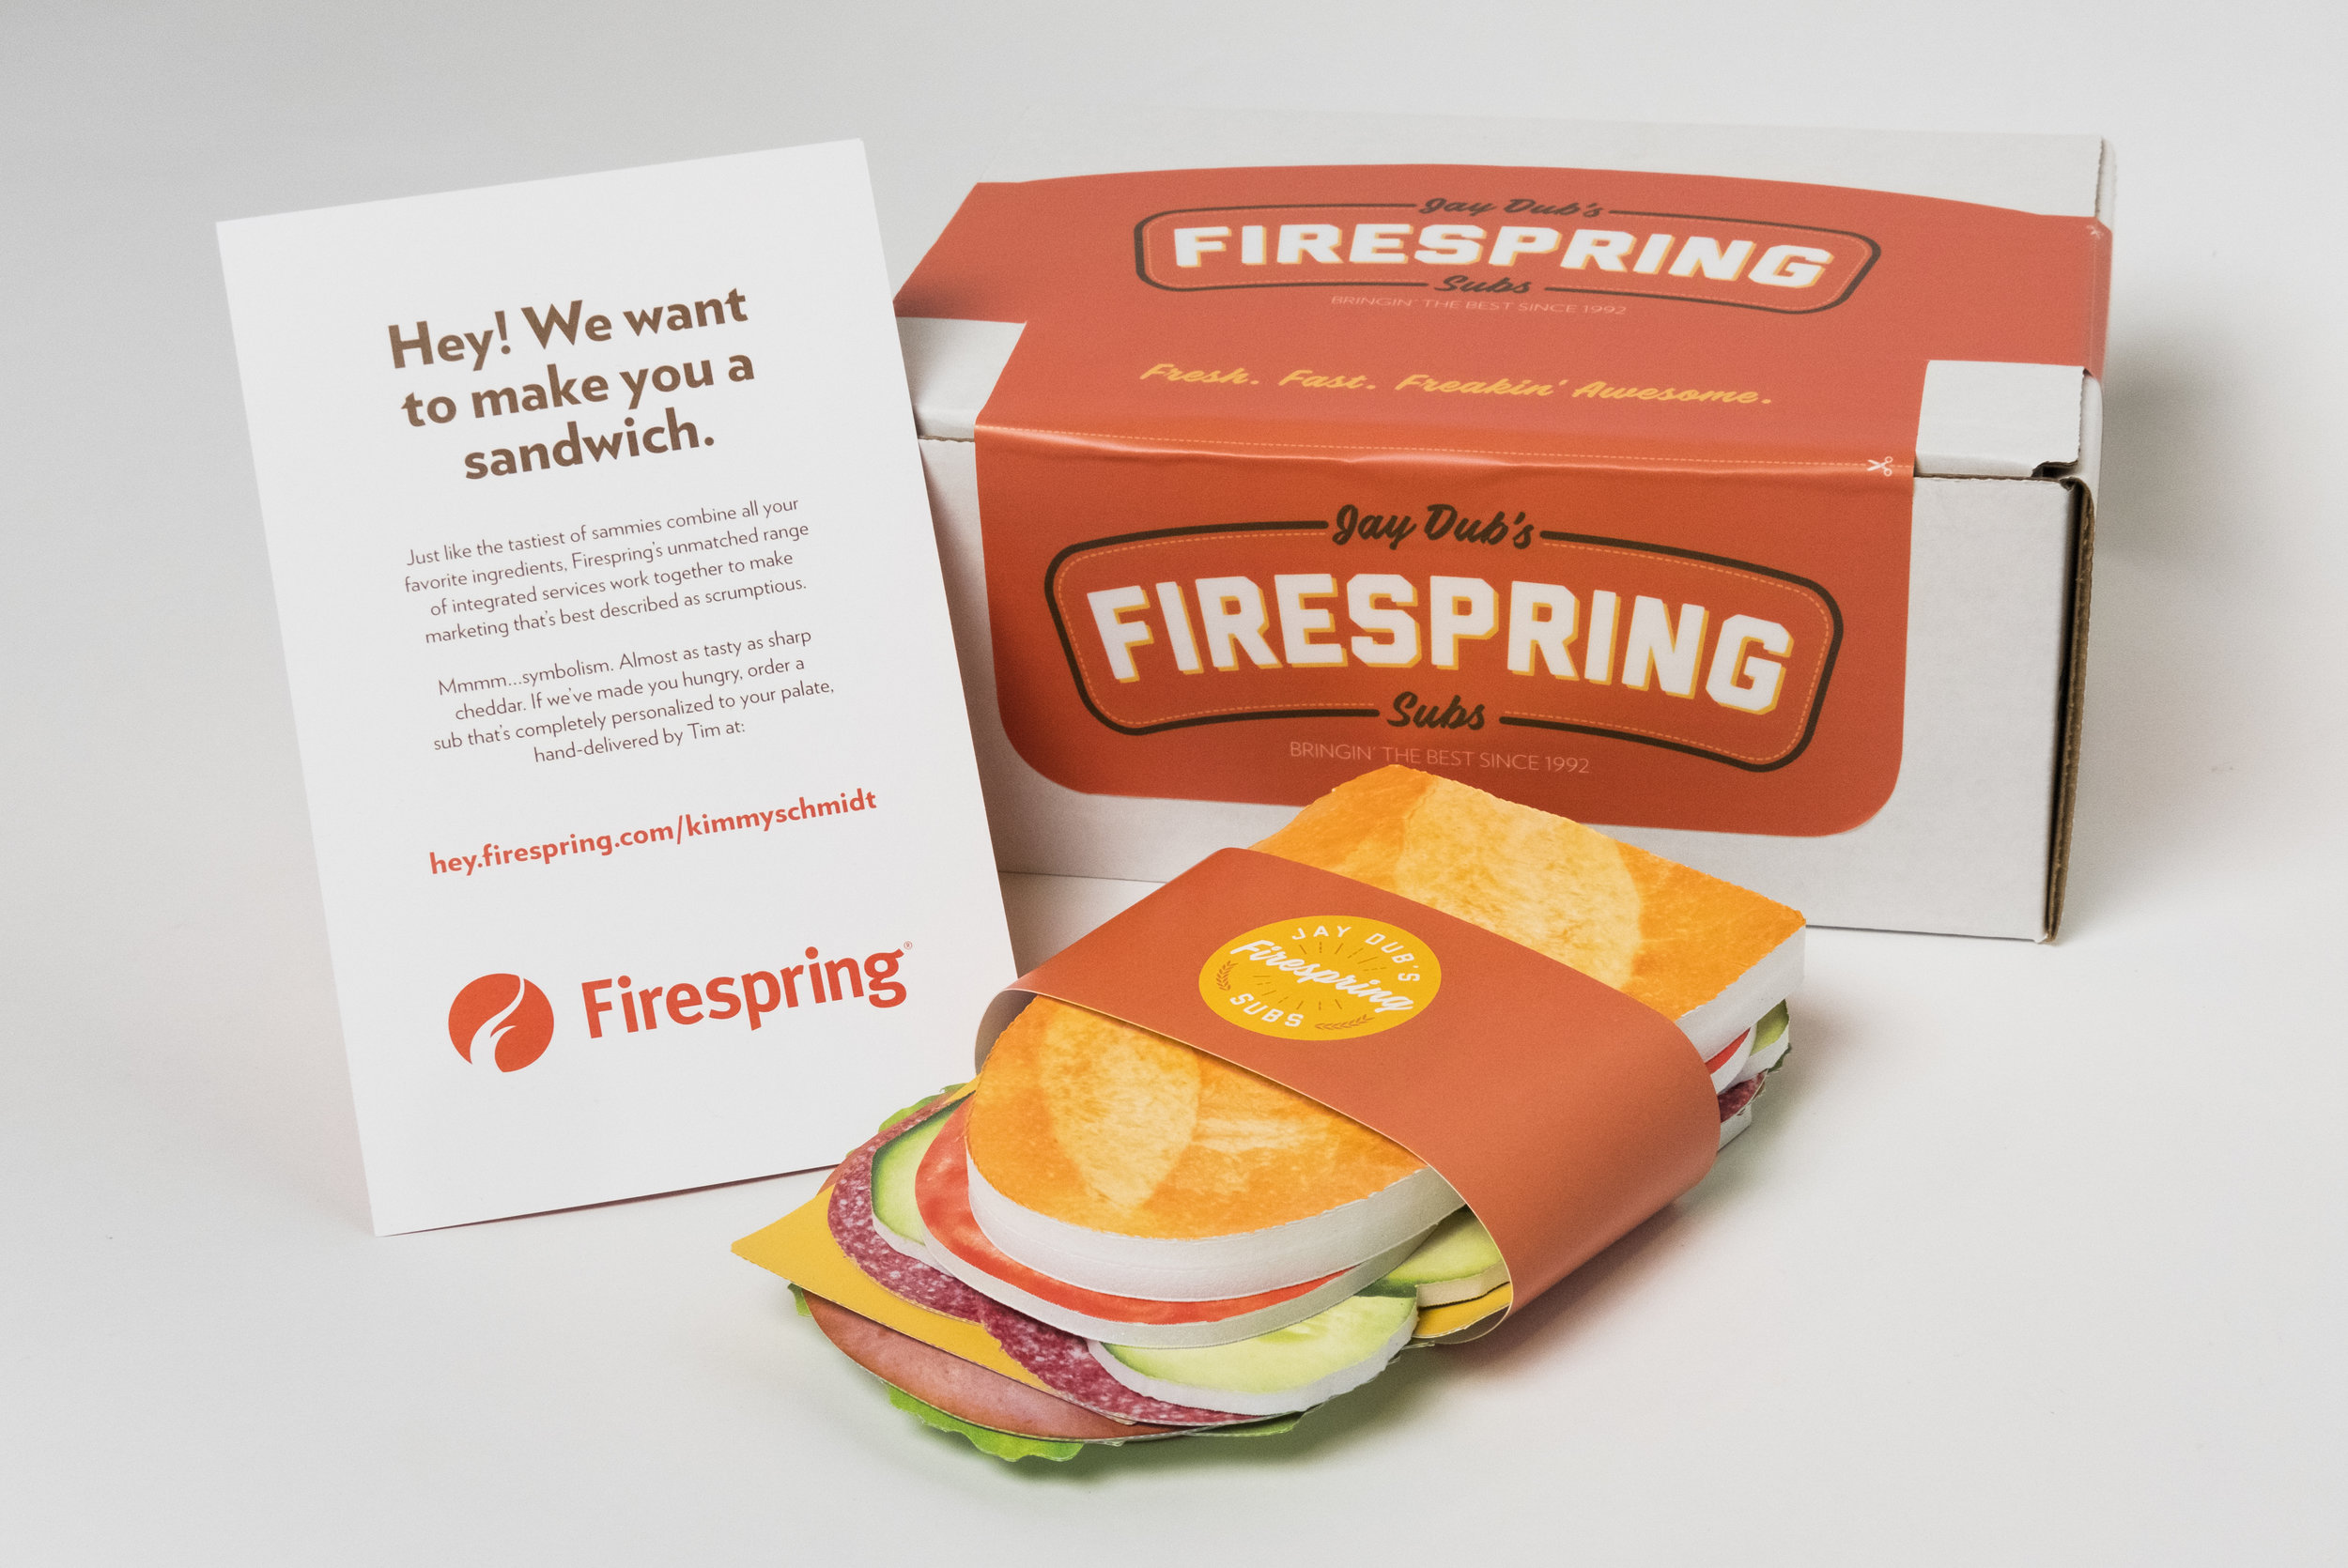 Hey! We want
to make you a
sandwich.
Just like the tastiest of sammies combine all your
favorite ingredients, Firespring's unmatched range
of integrated services work together to make
marketing that's best described as scrumptious.
Mmmm...symbolism. Almost as tasty as sharp
cheddar. If we've made you hungry, order a
sub that's completely personalized to your palate,
hand-delivered by Tim at:
hey.firespring.com/kimmyschmidt
Firespring®
Jay Dub's
FIRESPRING
Subs
BRINGIN' THE BEST SINCE 1992
Fresh. Fast. Freakin' Awesome.
Jay Dub's
FIRESPRING
Subs
BRINGIN' THE BEST SINCE 1992
JAY DUB'S
Firespring
SUBS